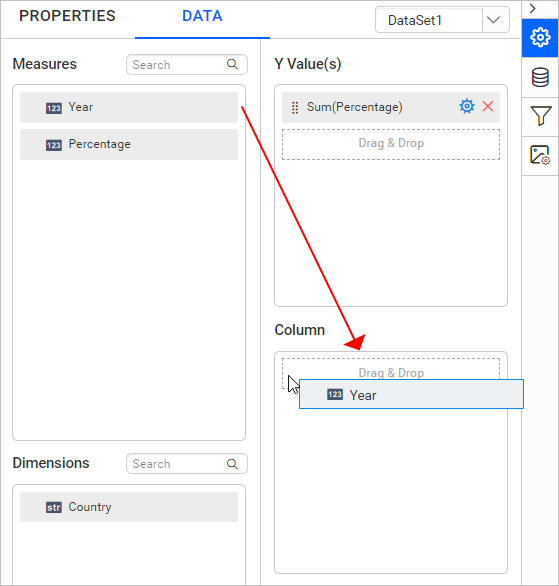 PROPERTIES
DATA
DataSet1
Measures
Search
123 Year
123 Percentage
Dimensions
Search
str Country
Y Value(s)
Sum(Percentage)
Drag & Drop
Column
Drag & Drop
123 Year